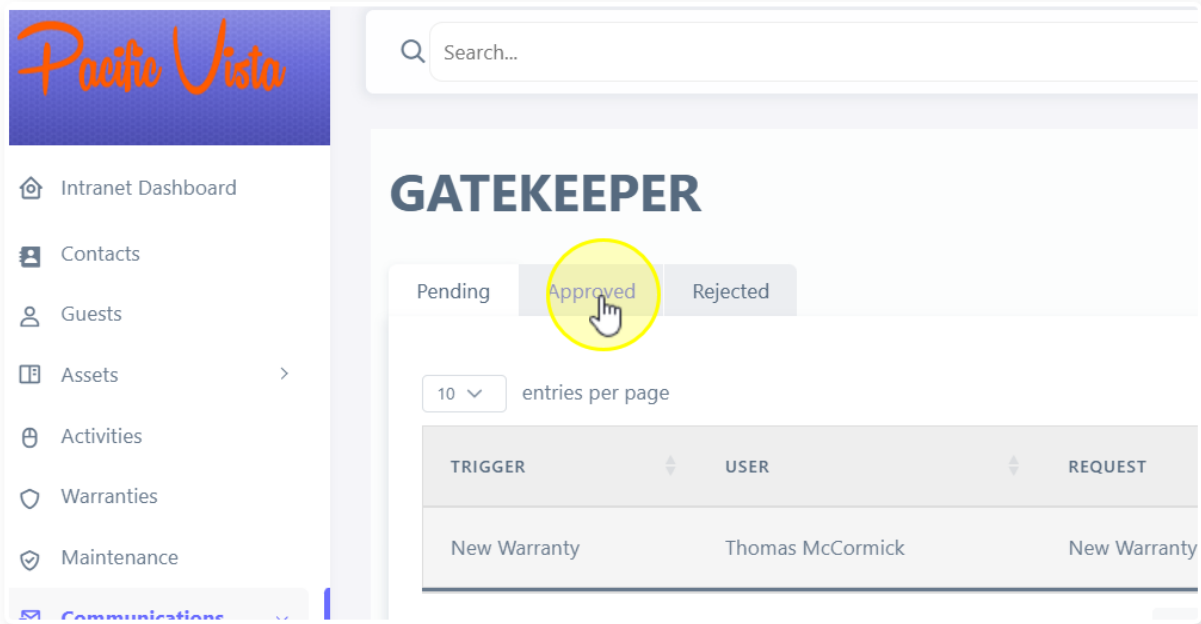 Pacific Vista
Search...
Intranet Dashboard
Contacts
Guests
Assets
Activities
Warranties
Maintenance
Communications
GATEKEEPER
Pending Approved Rejected
10 entries per page
TRIGGER USER REQUEST
New Warranty Thomas McCormick New Warranty